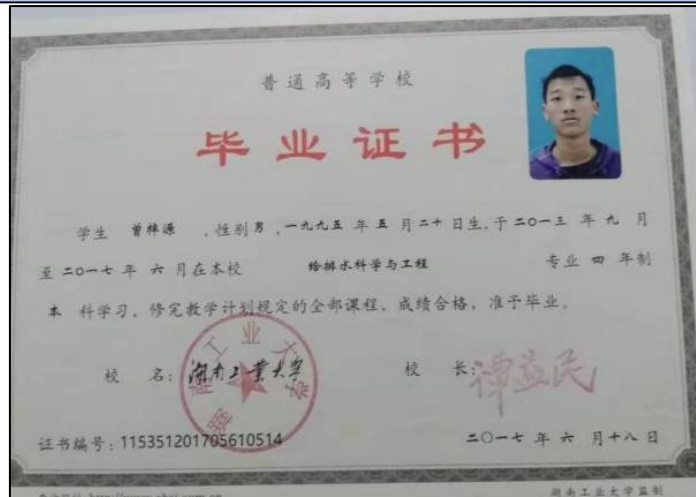 普通高等学校
毕业证书
学生 曾梓源 ,性别男,一九九五 年 五 月二十 日生,于二〇一三 年 九 月
至二〇一七 年 六 月在本校 给排水科学与工程 专业 四 年制
本 科学习,修完教学计划规定的全部课程,成绩合格,准予毕业。
校 名: 湖南工业大学 校 长: 谭益民
证书编号: 115351201705610514 二〇一七 年 六 月十八 日
湖南工业大学监制